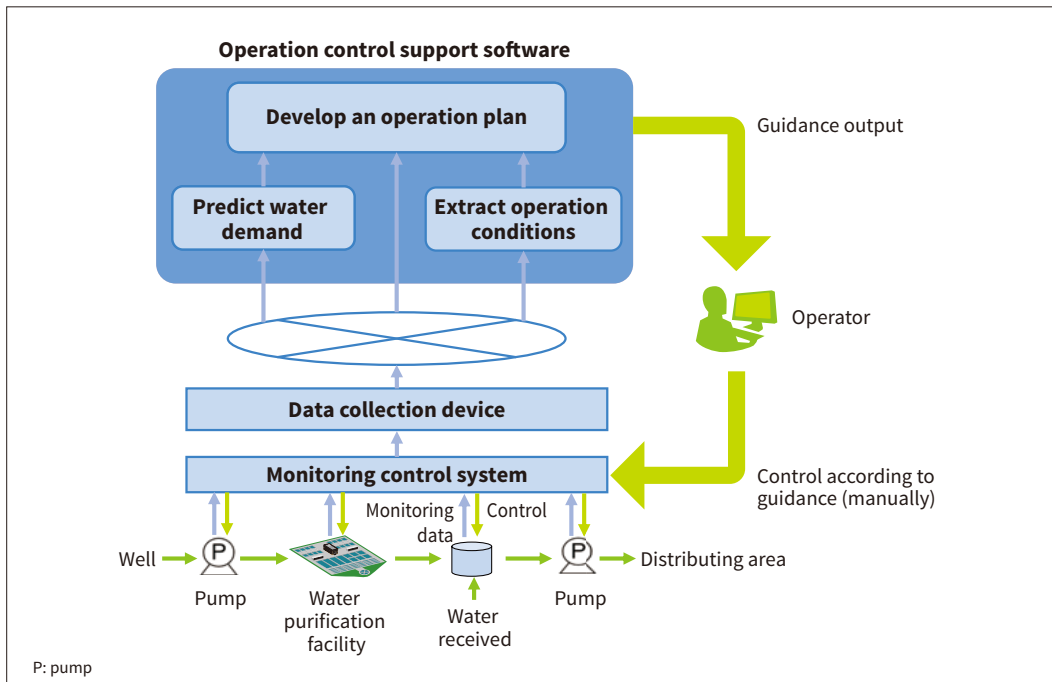 Operation control support software
Develop an operation plan
Guidance output
Predict water
demand
Extract operation
conditions
Operator
Data collection device
Monitoring control system
Control according to
guidance (manually)
Monitoring
data
Control
Well
P
P
Distributing area
Pump
Water
purification
facility
Water
received
Pump
P: pump